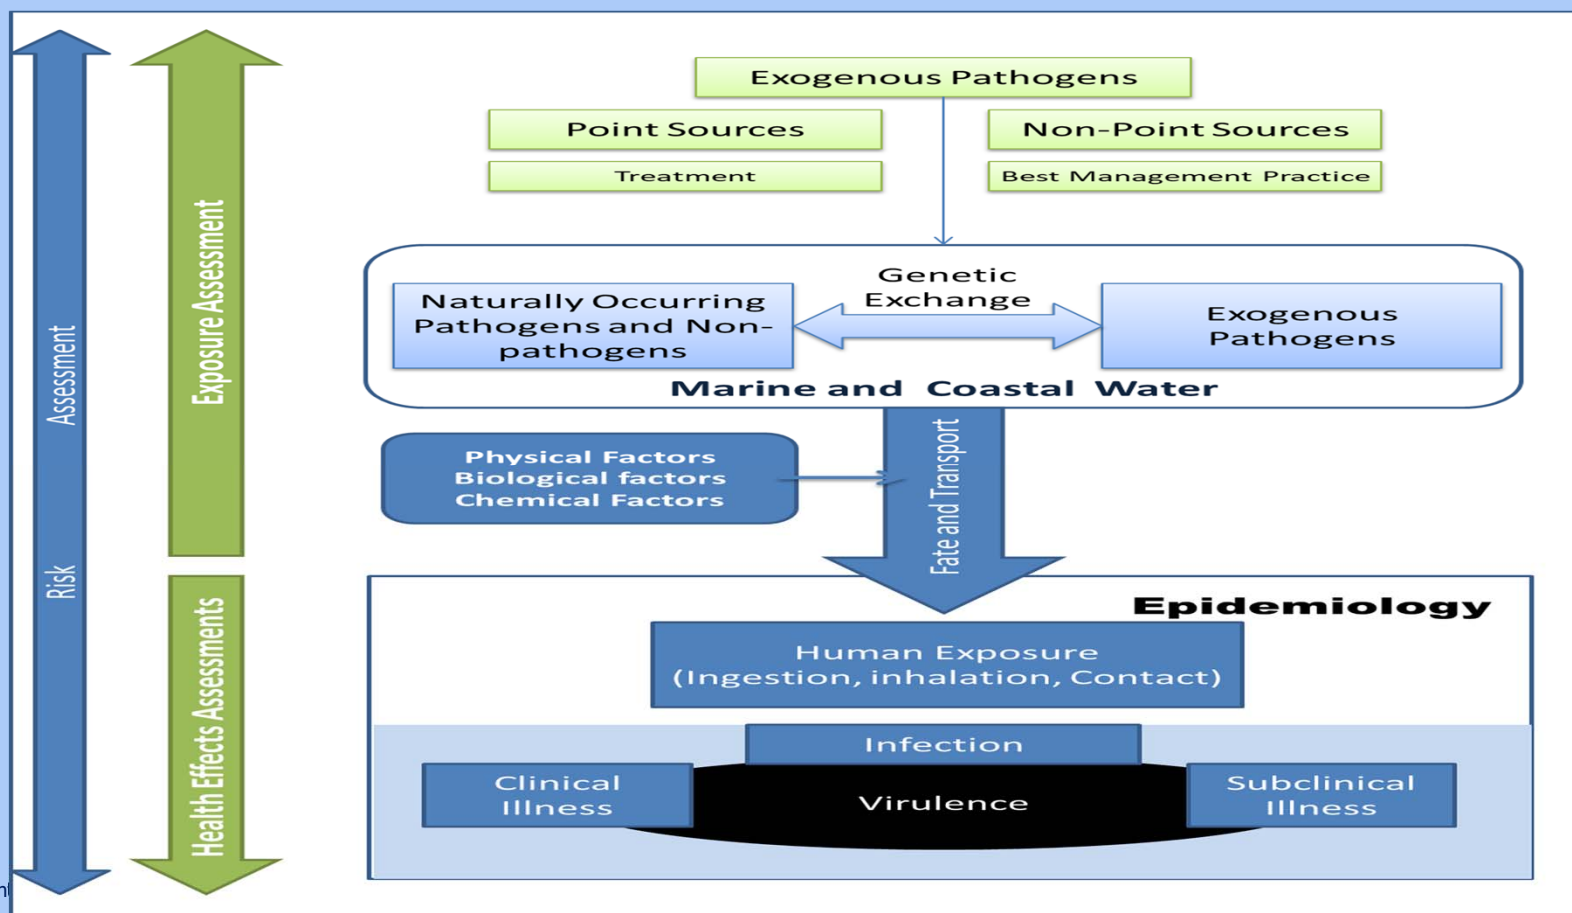 Exogenous Pathogens
Point Sources
Non-Point Sources
Treatment
Best Management Practice
Genetic
Exchange
Naturally Occurring
Pathogens and Non-
pathogens
Exogenous
Pathogens
Marine and Coastal Water
Physical Factors
Biological factors
Chemical Factors
Fate and Transport
Epidemiology
Human Exposure
(Ingestion, inhalation, Contact)
Infection
Clinical
Illness
Virulence
Subclinical
Illness
Risk Assessment
Exposure Assessment
Health Effects Assessments